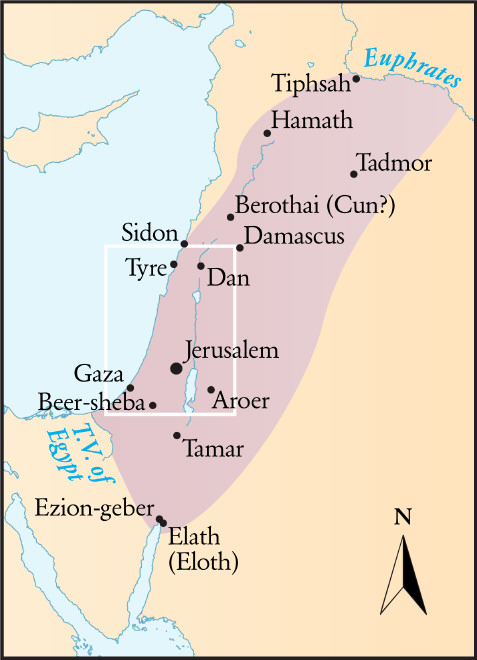 Euphrates
Tiphsah
Hamath
Tadmor
Berothai (Cun?)
Sidon
Damascus
Tyre
Dan
Jerusalem
Gaza
Beer-sheba
Aroer
T.V. of
Egypt
Tamar
Ezion-geber
Elath
(Eloth)
N